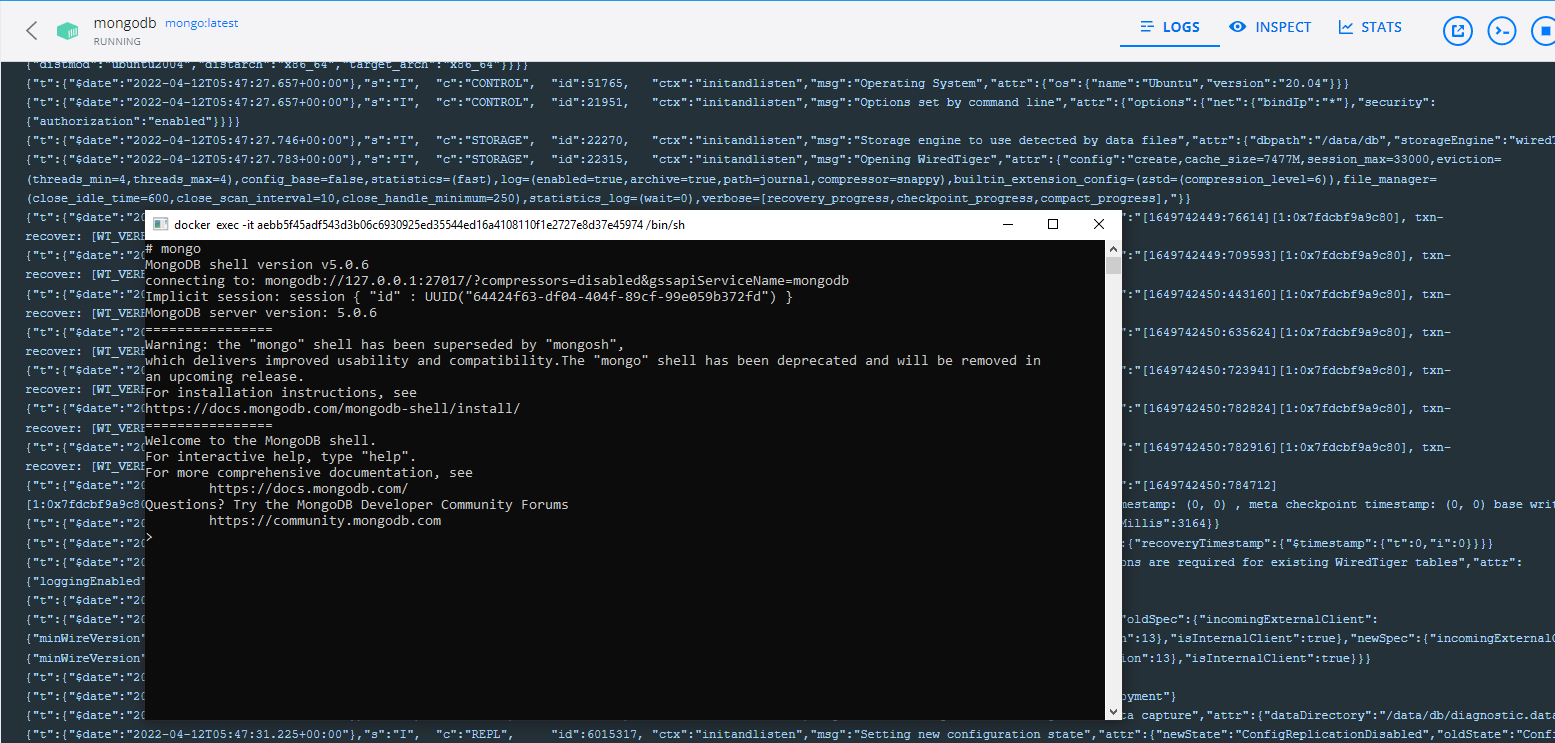 mongodb mongo:latest
RUNNING
LOGS INSPECT STATS
{"distmod":"ubuntu2004","distarch":"x86_64","target_arch":"x86_64"}}}}
{"t":{"$date":"2022-04-12T05:47:27.657+00:00"},"s":"I", "c":"CONTROL", "id":51765, "ctx":"initandlisten","msg":"Operating System","attr":{"os":{"name":"Ubuntu","version":"20.04"}}}
{"t":{"$date":"2022-04-12T05:47:27.657+00:00"},"s":"I", "c":"CONTROL", "id":21951, "ctx":"initandlisten","msg":"Options set by command line","attr":{"options":{"net":{"bindIp":"*"},"security":
{"authorization":"enabled"}}}}
{"t":{"$date":"2022-04-12T05:47:27.746+00:00"},"s":"I", "c":"STORAGE", "id":22270, "ctx":"initandlisten","msg":"Storage engine to use detected by data files","attr":{"dbpath":"/data/db","storageEngine":"wiredT
{"t":{"$date":"2022-04-12T05:47:27.783+00:00"},"s":"I", "c":"STORAGE", "id":22315, "ctx":"initandlisten","msg":"Opening WiredTiger","attr":{"config":"create,cache_size=7477M,session_max=33000,eviction=
(threads_min=4,threads_max=4),config_base=false,statistics=(fast),log=(enabled=true,archive=true,path=journal,compressor=snappy),builtin_extension_config=(zstd=(compression_level=6)),file_manager=
(close_idle_time=600,close_scan_interval=10,close_handle_minimum=250),statistics_log=(wait=0),verbose=[recovery_progress,checkpoint_progress,compact_progress],"}}
{"t":{"$date":"20 ":"[1649742449:76614][1:0x7fdcbf9a9c80], txn-
recover: [WT_VERB
{"t":{"$date":"20 ":"[1649742449:709593][1:0x7fdcbf9a9c80], txn-
recover: [WT_VERB
{"t":{"$date":"20 ":"[1649742450:443160][1:0x7fdcbf9a9c80], txn-
recover: [WT_VERB
{"t":{"$date":"20 ":"[1649742450:635624][1:0x7fdcbf9a9c80], txn-
recover: [WT_VERB
{"t":{"$date":"20 ":"[1649742450:723941][1:0x7fdcbf9a9c80], txn-
recover: [WT_VERB
{"t":{"$date":"20 ":"[1649742450:782824][1:0x7fdcbf9a9c80], txn-
recover: [WT_VERB
{"t":{"$date":"20 ":"[1649742450:782916][1:0x7fdcbf9a9c80], txn-
recover: [WT_VERB
{"t":{"$date":"20 ":"[1649742450:784712]
[1:0x7fdcbf9a9c80 mestamp: (0, 0) , meta checkpoint timestamp: (0, 0) base writ
{"t":{"$date":"20 Millis":3164}}
{"t":{"$date":"20 :{"recoveryTimestamp":{"$timestamp":{"t":0,"i":0}}}}
{"t":{"$date":"20 ons are required for existing WiredTiger tables","attr":
{"loggingEnabled"
{"t":{"$date":"20
{"t":{"$date":"20 "oldSpec":{"incomingExternalClient":
{"minWireVersion" n":13},"isInternalClient":true},"newSpec":{"incomingExternalC
{"minWireVersion" ion":13},"isInternalClient":true}}}
{"t":{"$date":"20
{"t":{"$date":"20 oyment"}
{"t":{"$date":"20 ta capture","attr":{"dataDirectory":"/data/db/diagnostic.data
{"t":{"$date":"2022-04-12T05:47:31.225+00:00"},"s":"I", "c":"REPL", "id":6015317, "ctx":"initandlisten","msg":"Setting new configuration state","attr":{"newState":"ConfigReplicationDisabled","oldState":"Confi
docker exec -it aebb5f45adf543d3b06c6930925ed35544ed16a4108110f1e2727e8d37e45974 /bin/sh
# mongo
MongoDB shell version v5.0.6
connecting to: mongodb://127.0.0.1:27017/?compressors=disabled&gssapiServiceName=mongodb
Implicit session: session { "id" : UUID("64424f63-df04-404f-89cf-99e059b372fd") }
MongoDB server version: 5.0.6
================
Warning: the "mongo" shell has been superseded by "mongosh",
which delivers improved usability and compatibility.The "mongo" shell has been deprecated and will be removed in
an upcoming release.
For installation instructions, see
https://docs.mongodb.com/mongodb-shell/install/
================
Welcome to the MongoDB shell.
For interactive help, type "help".
For more comprehensive documentation, see
https://docs.mongodb.com/
Questions? Try the MongoDB Developer Community Forums
https://community.mongodb.com
>